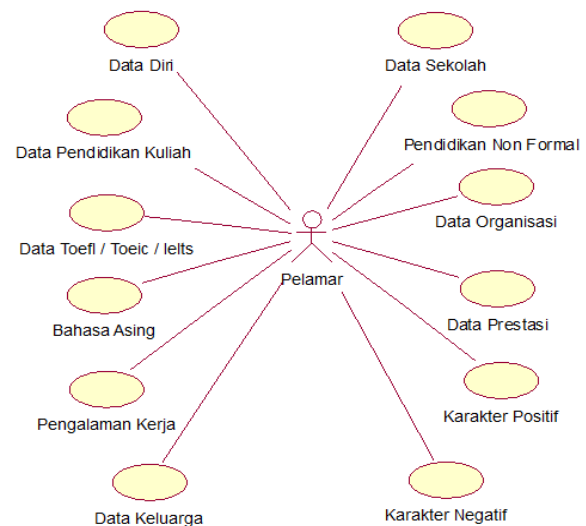 Data Diri
Data Sekolah
Data Pendidikan Kuliah
Pendidikan Non Formal
Data Toefl / Toeic / Ielts
Data Organisasi
Pelamar
Bahasa Asing
Data Prestasi
Pengalaman Kerja
Karakter Positif
Data Keluarga
Karakter Negatif